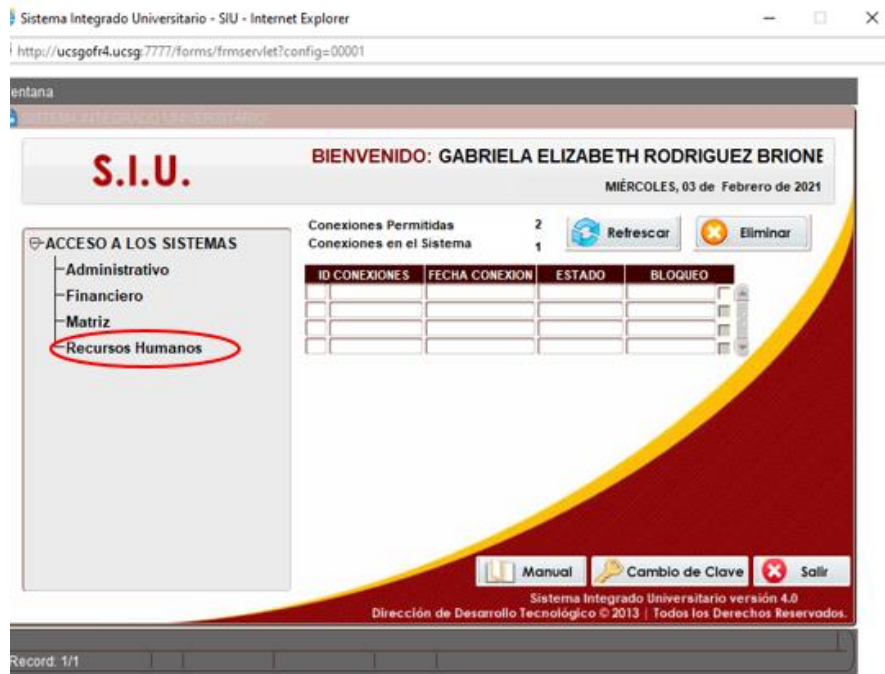 Sistema Integrado Universitario - SIU - Internet Explorer
http://ucsgofr4.ucsg:7777/forms/frmservlet?config=00001
entana
SISTEMA INTEGRADO UNIVERSITARIO
S.I.U.
BIENVENIDO: GABRIELA ELIZABETH RODRIGUEZ BRIONE
MIÉRCOLES, 03 de Febrero de 2021
ACCESO A LOS SISTEMAS
Administrativo
Financiero
Matriz
Recursos Humanos
Conexiones Permitidas 2
Conexiones en el Sistema 1
Refrescar
Eliminar
ID CONEXIONES FECHA CONEXION ESTADO BLOQUEO
Manual
Cambio de Clave
Salir
Sistema Integrado Universitario versión 4.0
Dirección de Desarrollo Tecnológico © 2013 | Todos los Derechos Reservados.
Record: 1/1